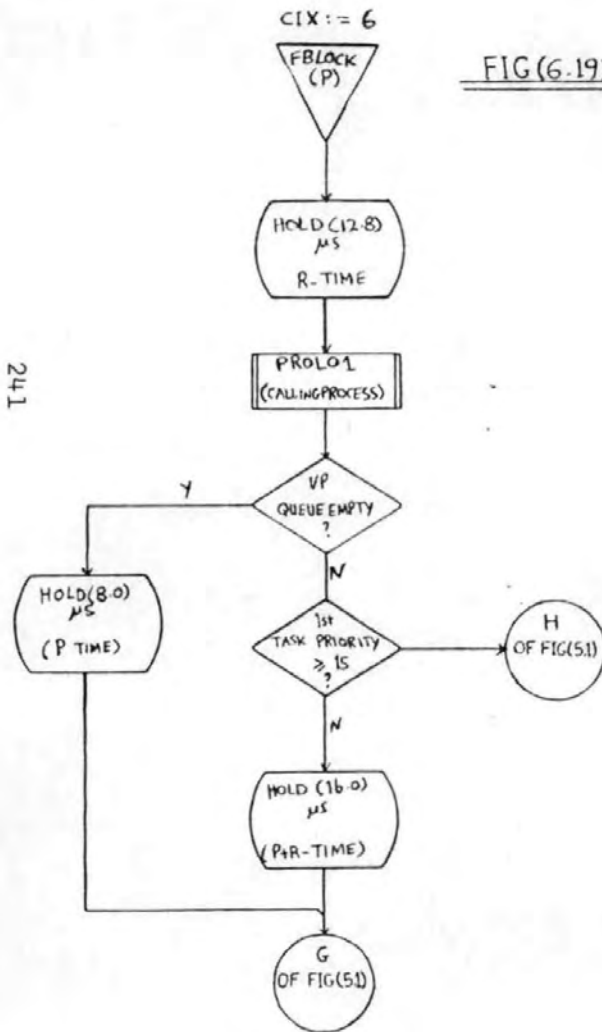 CIX := 6
FBLOCK
(P)
FIG(6.19)
HOLD(12.8)
μs
R-TIME
PROLO1
(CALLINGPROCESS)
VP
QUEUE EMPTY
?
Y
N
HOLD(8.0)
μs
(P TIME)
1st
TASK PRIORITY
⩾ 15
?
H
OF FIG(5.1)
N
HOLD (16.0)
μs
(P+R-TIME)
G
OF FIG(5.1)
241